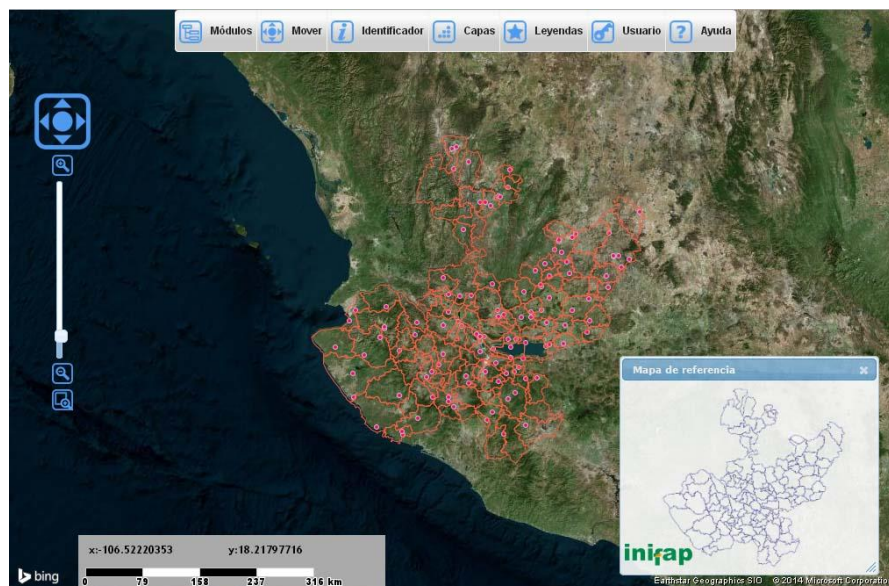 Módulos Mover Identificador Capas Leyendas Usuario Ayuda
Mapa de referencia
inifap
x:-106.52220353 y:18.21797716
0 79 158 237 316 km
bing
Earthstar Geographics SIO © 2014 Microsoft Corporatio